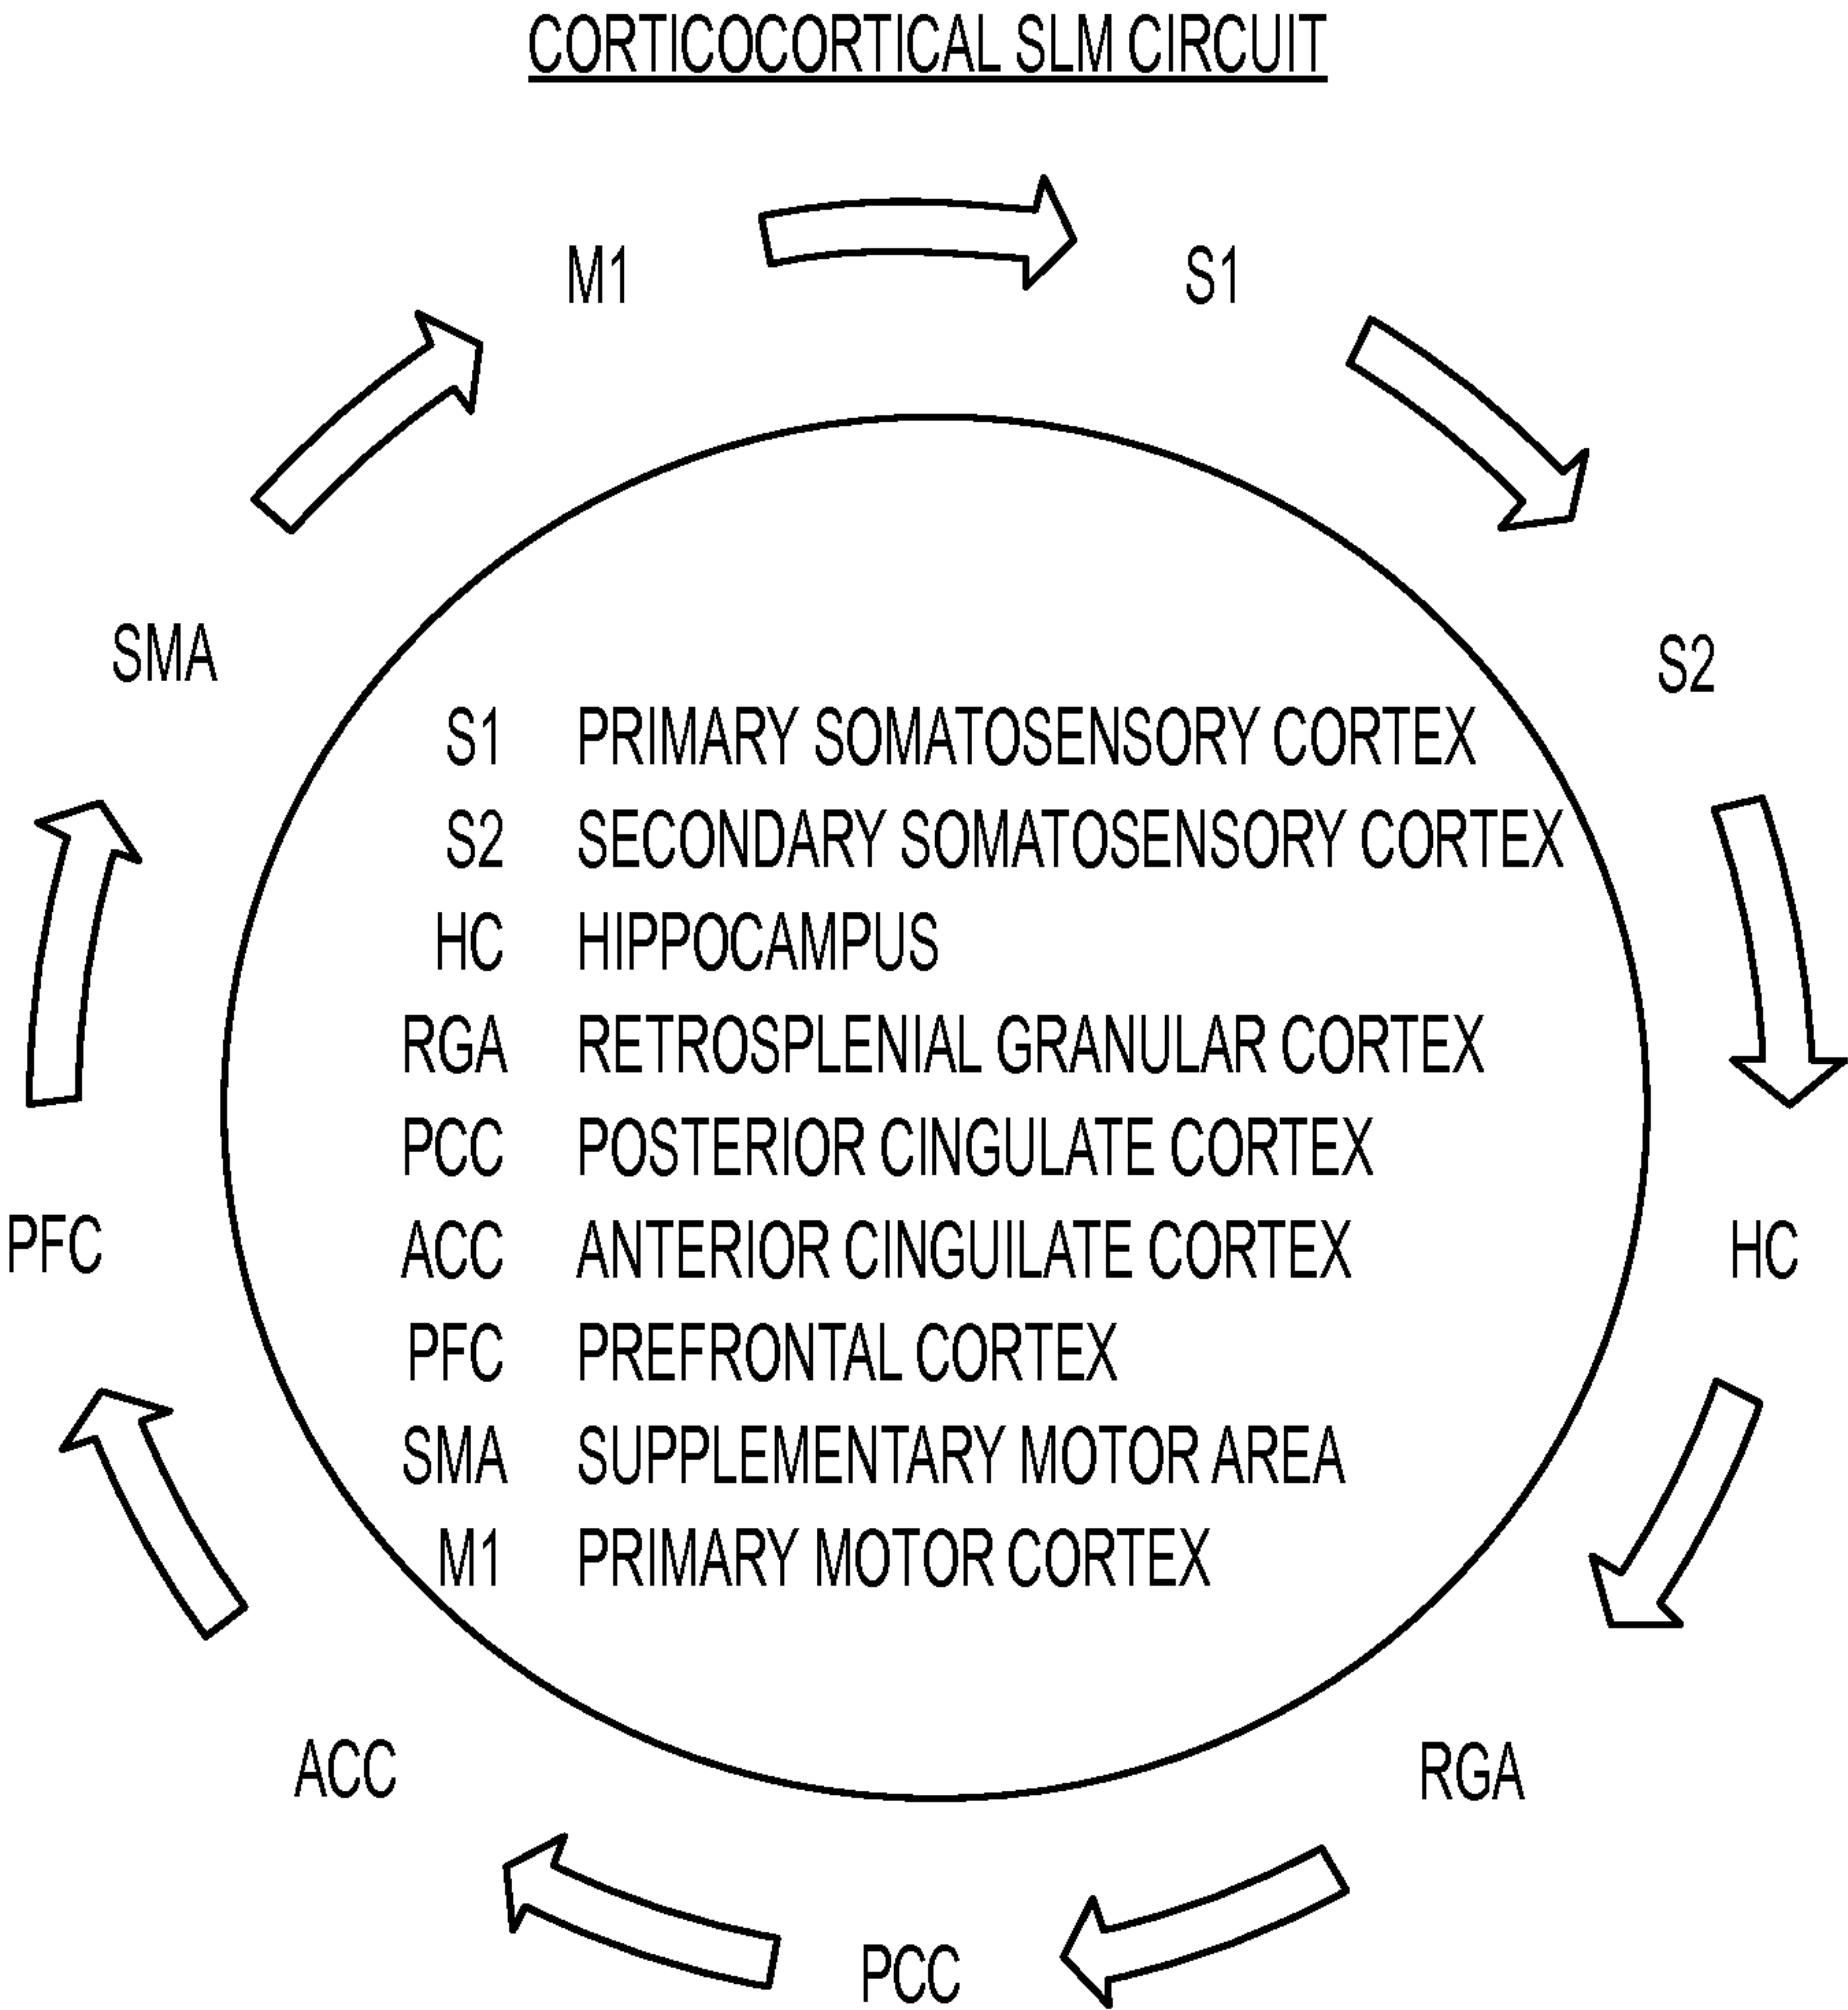 CORTICOCORTICAL SLM CIRCUIT
M1
S1
SMA
S2
S1 PRIMARY SOMATOSENSORY CORTEX
S2 SECONDARY SOMATOSENSORY CORTEX
HC HIPPOCAMPUS
RGA RETROSPLENIAL GRANULAR CORTEX
PCC POSTERIOR CINGULATE CORTEX
ACC ANTERIOR CINGUILATE CORTEX
PFC PREFRONTAL CORTEX
SMA SUPPLEMENTARY MOTOR AREA
M1 PRIMARY MOTOR CORTEX
PFC
HC
ACC
RGA
PCC